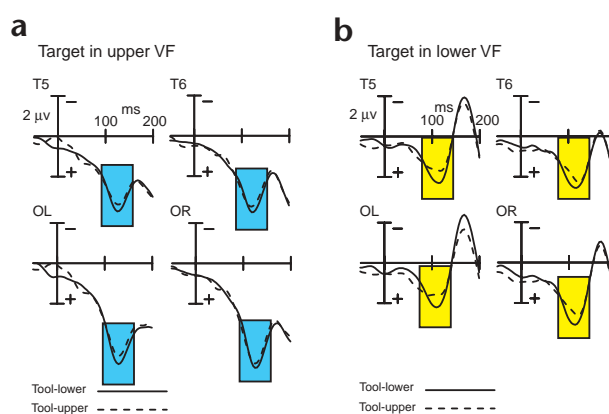 a
Target in upper VF
T5
T6
2 μv
−
+
ms
100
200
−
+
OL
OR
−
+
−
+
Tool-lower
Tool-upper
b
Target in lower VF
T5
T6
2 μv
−
+
ms
100
200
−
+
OL
OR
−
+
−
+
Tool-lower
Tool-upper